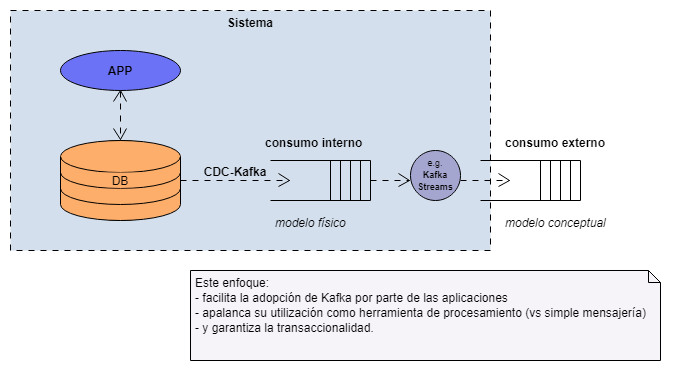 Sistema
APP
DB
CDC-Kafka
consumo interno
modelo físico
e.g.
Kafka
Streams
consumo externo
modelo conceptual
Este enfoque:
- facilita la adopción de Kafka por parte de las aplicaciones
- apalanca su utilización como herramienta de procesamiento (vs simple mensajería)
- y garantiza la transaccionalidad.